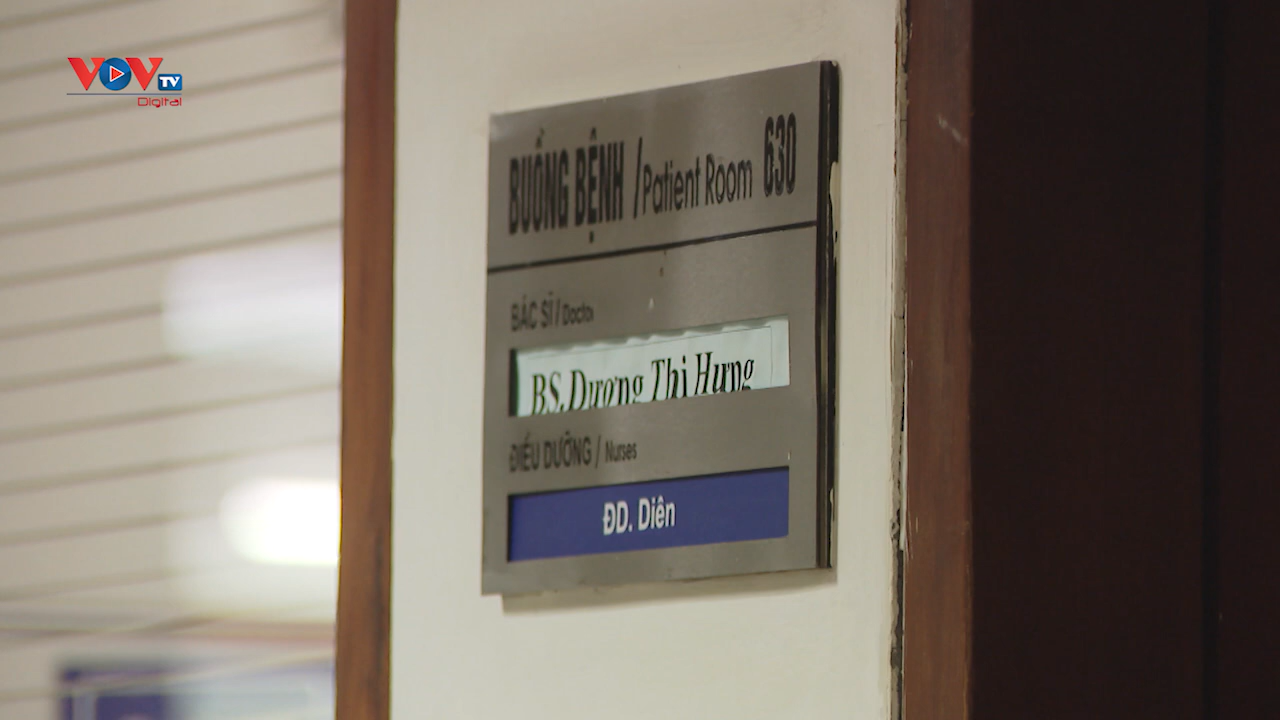 VOV TV
Digital
BUỒNG BỆNH / Patient Room 630
BÁC SĨ / Doctor
BS. Dương Thị Hưng
ĐIỀU DƯỠNG / Nurses
ĐD. Diên